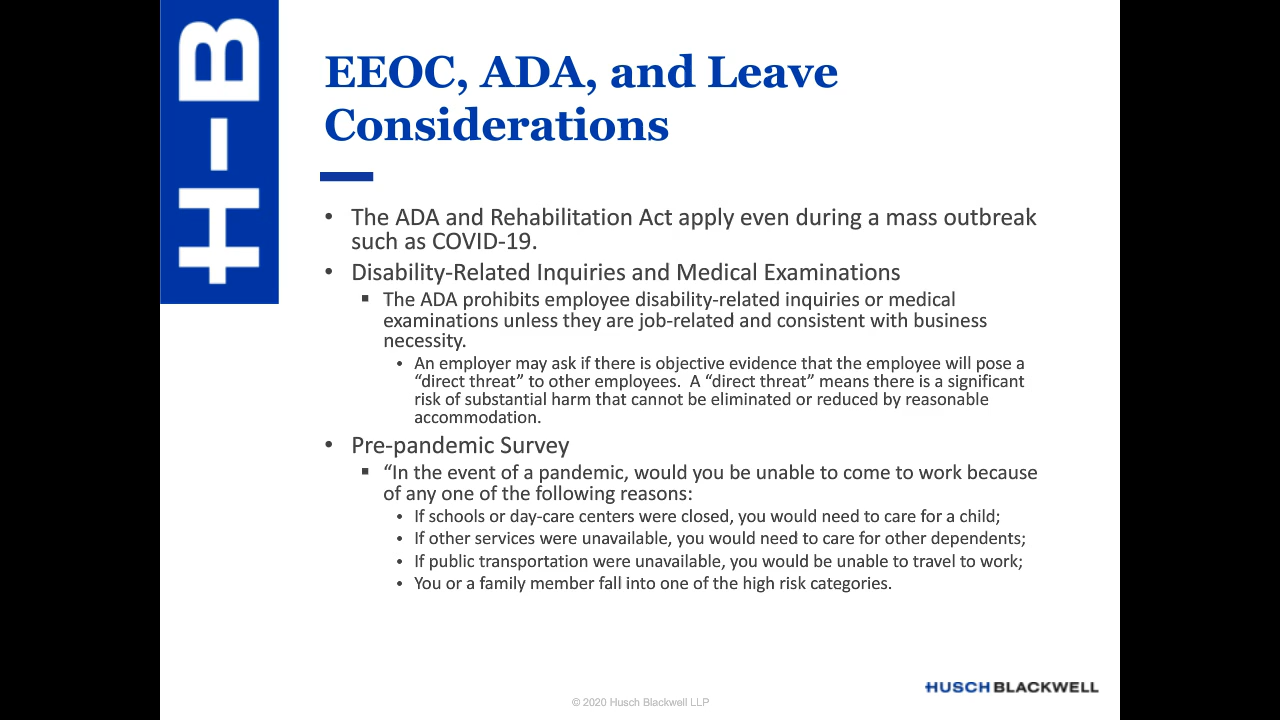 H-B
EEOC, ADA, and Leave
Considerations
• The ADA and Rehabilitation Act apply even during a mass outbreak
such as COVID-19.
• Disability-Related Inquiries and Medical Examinations
▪ The ADA prohibits employee disability-related inquiries or medical
examinations unless they are job-related and consistent with business
necessity.
• An employer may ask if there is objective evidence that the employee will pose a
“direct threat” to other employees.  A “direct threat” means there is a significant
risk of substantial harm that cannot be eliminated or reduced by reasonable
accommodation.
• Pre-pandemic Survey
▪ “In the event of a pandemic, would you be unable to come to work because
of any one of the following reasons:
• If schools or day-care centers were closed, you would need to care for a child;
• If other services were unavailable, you would need to care for other dependents;
• If public transportation were unavailable, you would be unable to travel to work;
• You or a family member fall into one of the high risk categories.
HUSCH BLACKWELL
© 2020 Husch Blackwell LLP